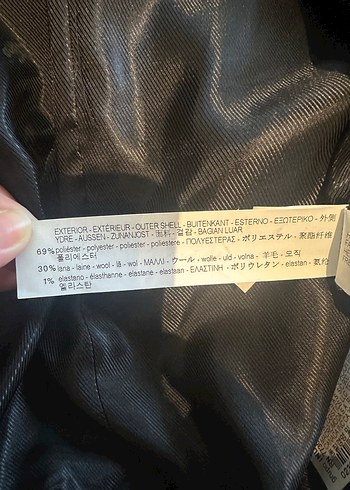 EXTERIOR - EXTÉRIEUR - OUTER SHELL - BUITENKANT - ESTERNO - ΕΞΩΤΕΡΙΚΟ - 外側
YDRE - AUSSEN - ZUNANJOST - 面料 - 겉감 - BAGIAN LUAR
69% poliéster - polyester - poliester - poliestere - ΠΟΛΥΕΣΤΕΡΑΣ - ポリエステル - 聚酯纤维
폴리에스터
30% lana - laine - wool - lã - wol - ΜΑΛΛΙ - ウール - wolle - uld - volna - 羊毛 - 모직
1% elastano - élasthanne - elastane - elastaan - ΕΛΑΣΤΙΝΗ - ポリウレタン - elastan - 氨纶
엘라스탄